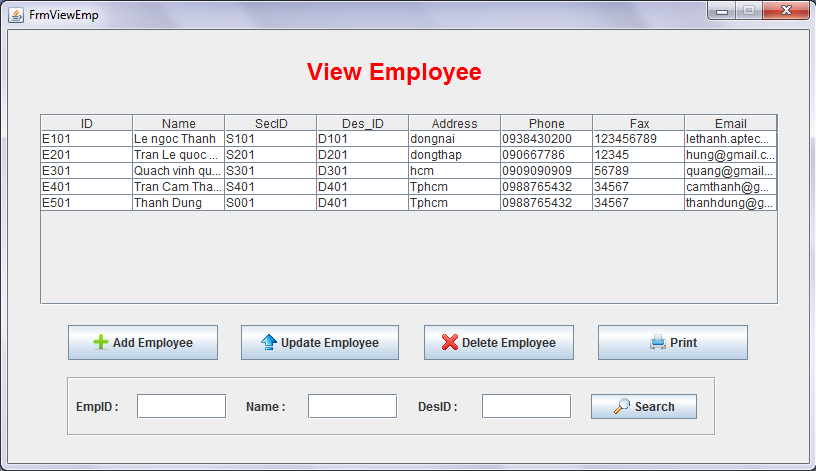 FrmViewEmp
View Employee
ID Name SecID Des_ID Address Phone Fax Email
E101 Le ngoc Thanh S101 D101 dongnai 0938430200 123456789 lethanh.aptec...
E201 Tran Le quoc ... S201 D201 dongthap 090667786 12345 hung@gmail.c...
E301 Quach vinh qu... S301 D301 hcm 0909090909 56789 quang@gmail...
E401 Tran Cam Tha... S401 D401 Tphcm 0988765432 34567 camthanh@g...
E501 Thanh Dung S001 D401 Tphcm 0988765432 34567 thanhdung@g...
Add Employee Update Employee Delete Employee Print
EmpID : Name : DesID : Search